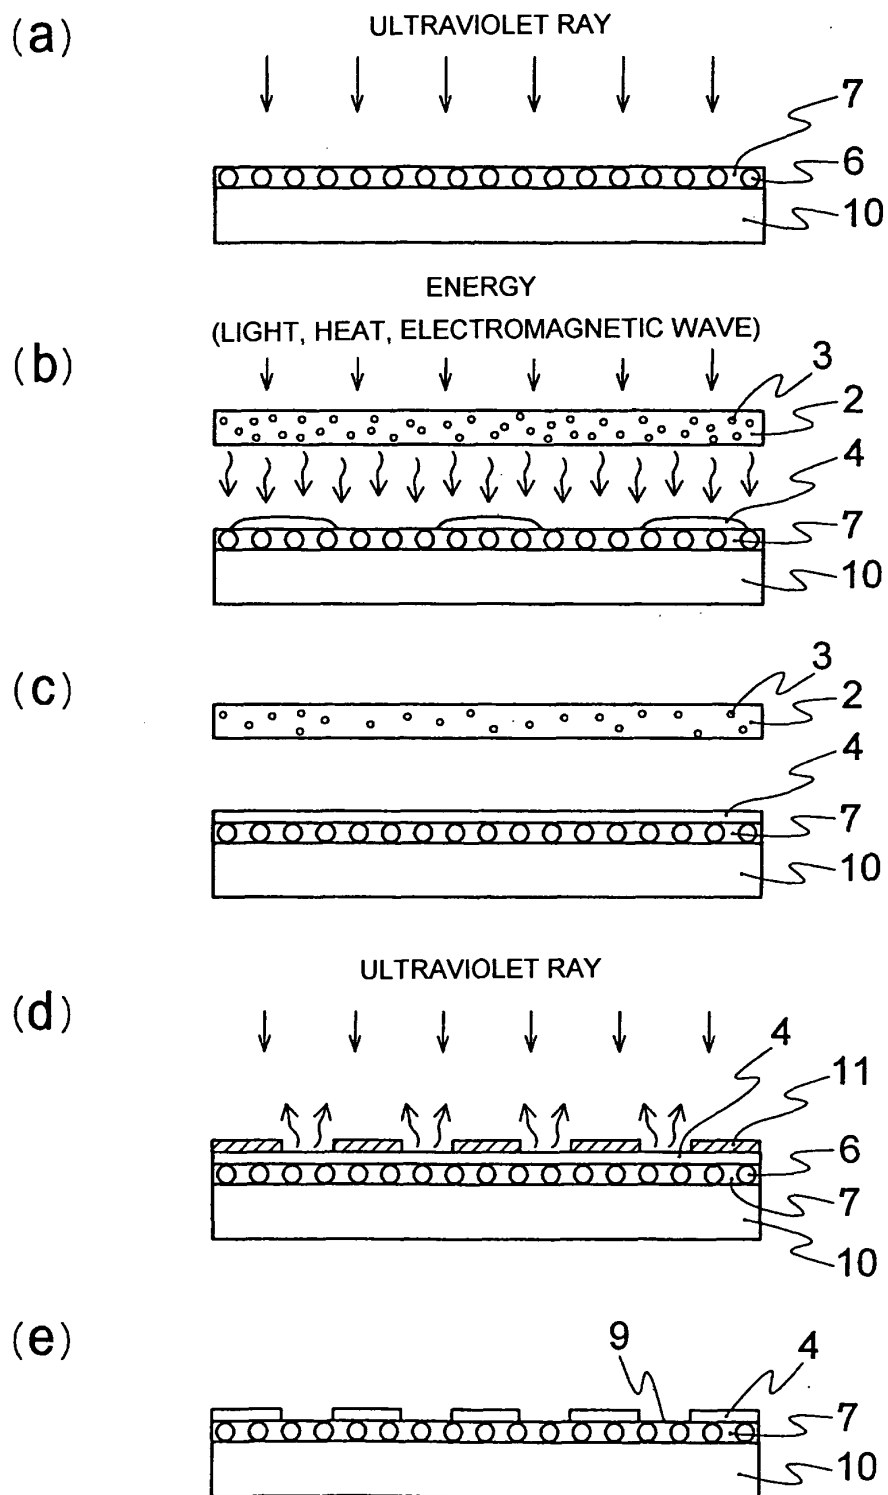 (a)
ULTRAVIOLET RAY
7
6
10
ENERGY
(LIGHT, HEAT, ELECTROMAGNETIC WAVE)
(b)
3
2
4
7
10
(c)
3
2
4
7
10
ULTRAVIOLET RAY
(d)
4
11
6
7
10
(e)
9
4
7
10